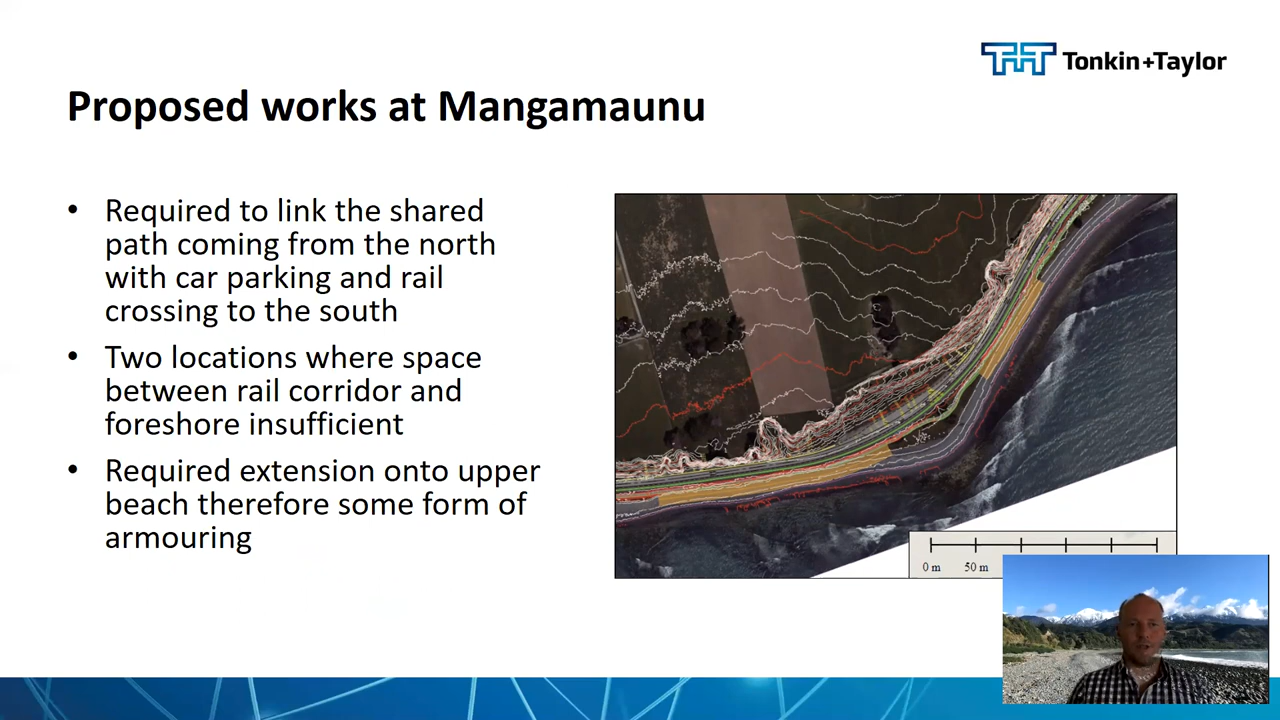 Tonkin+Taylor
Proposed works at Mangamaunu
• Required to link the shared
path coming from the north
with car parking and rail
crossing to the south
• Two locations where space
between rail corridor and
foreshore insufficient
• Required extension onto upper
beach therefore some form of
armouring
0 m 50 m